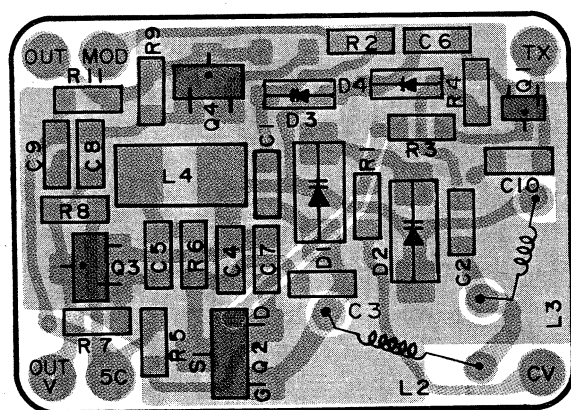 OUT MOD
R9
R2
C6
TX
R11
Q4
D3
D4
R4
Q1
C9
C8
L4
C1
R1
R3
C10
R8
Q3
C5
R6
C4
C7
D1
D2
C2
L3
C3
R7
R5
S
D
Q2
G
OUT V
5C
L2
CV